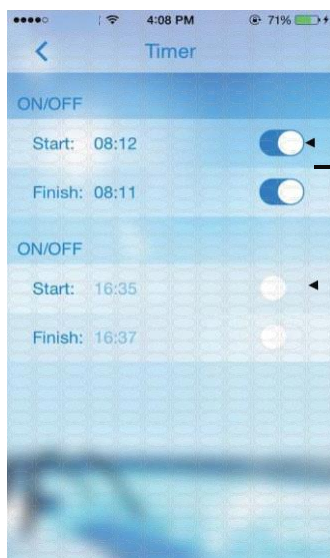 4:08 PM 71%
Timer
ON/OFF
Start: 08:12
Finish: 08:11
ON/OFF
Start: 16:35
Finish: 16:37